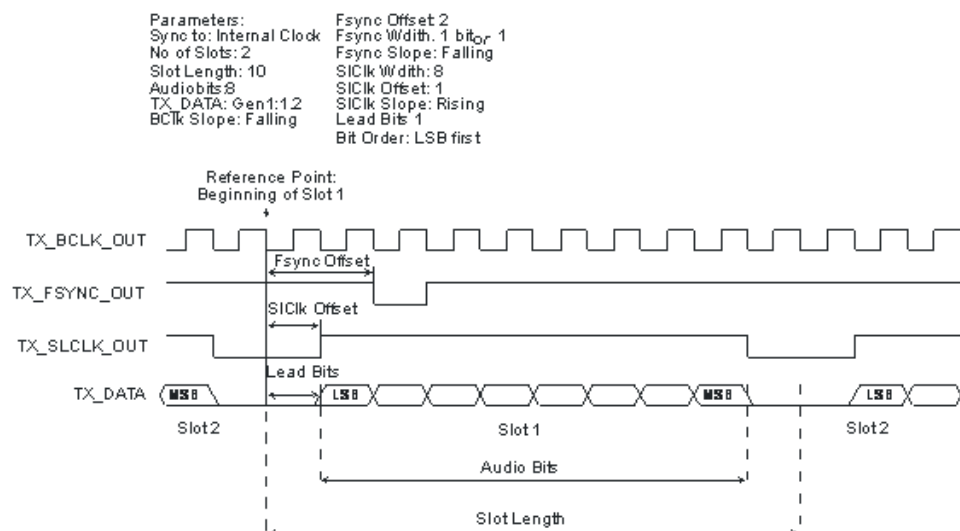 Parameters:
Sync to: Internal Clock
No of Slots: 2
Slot Length: 10
Audiobits:8
TX_DATA: Gen1:1.2
BClk Slope: Falling
Fsync Offset: 2
Fsync Wdith: 1 bit or 1
Fsync Slope: Falling
SlClk Wdith: 8
SlClk Offset: 1
SlClk Slope: Rising
Lead Bits 1
Bit Order: LSB first
Reference Point:
Beginning of Slot 1
TX_BCLK_OUT
Fsync Offset
TX_FSYNC_OUT
SlClk Offset
TX_SLCLK_OUT
Lead Bits
TX_DATA
MSB
LSB
MSB
LSB
Slot 2
Slot 1
Slot 2
Audio Bits
Slot Length